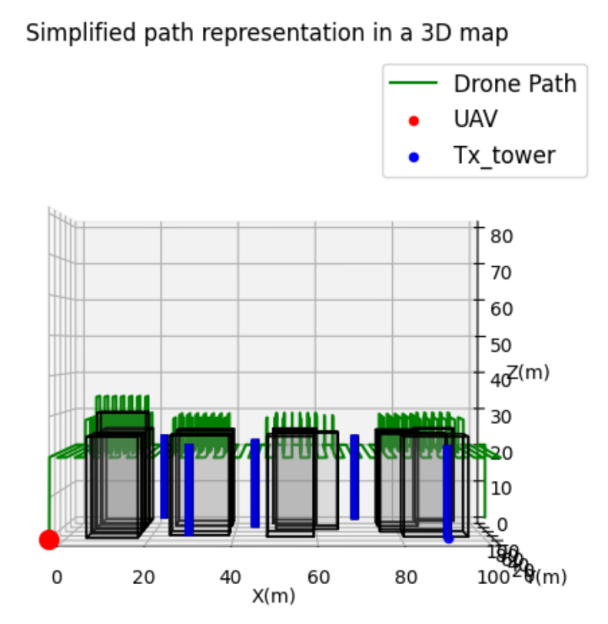 Simplified path representation in a 3D map
Drone Path
UAV
Tx_tower
80
70
60
50
40
Z(m)
30
20
10
0
0
20
40
60
80
100
Y(m)
X(m)